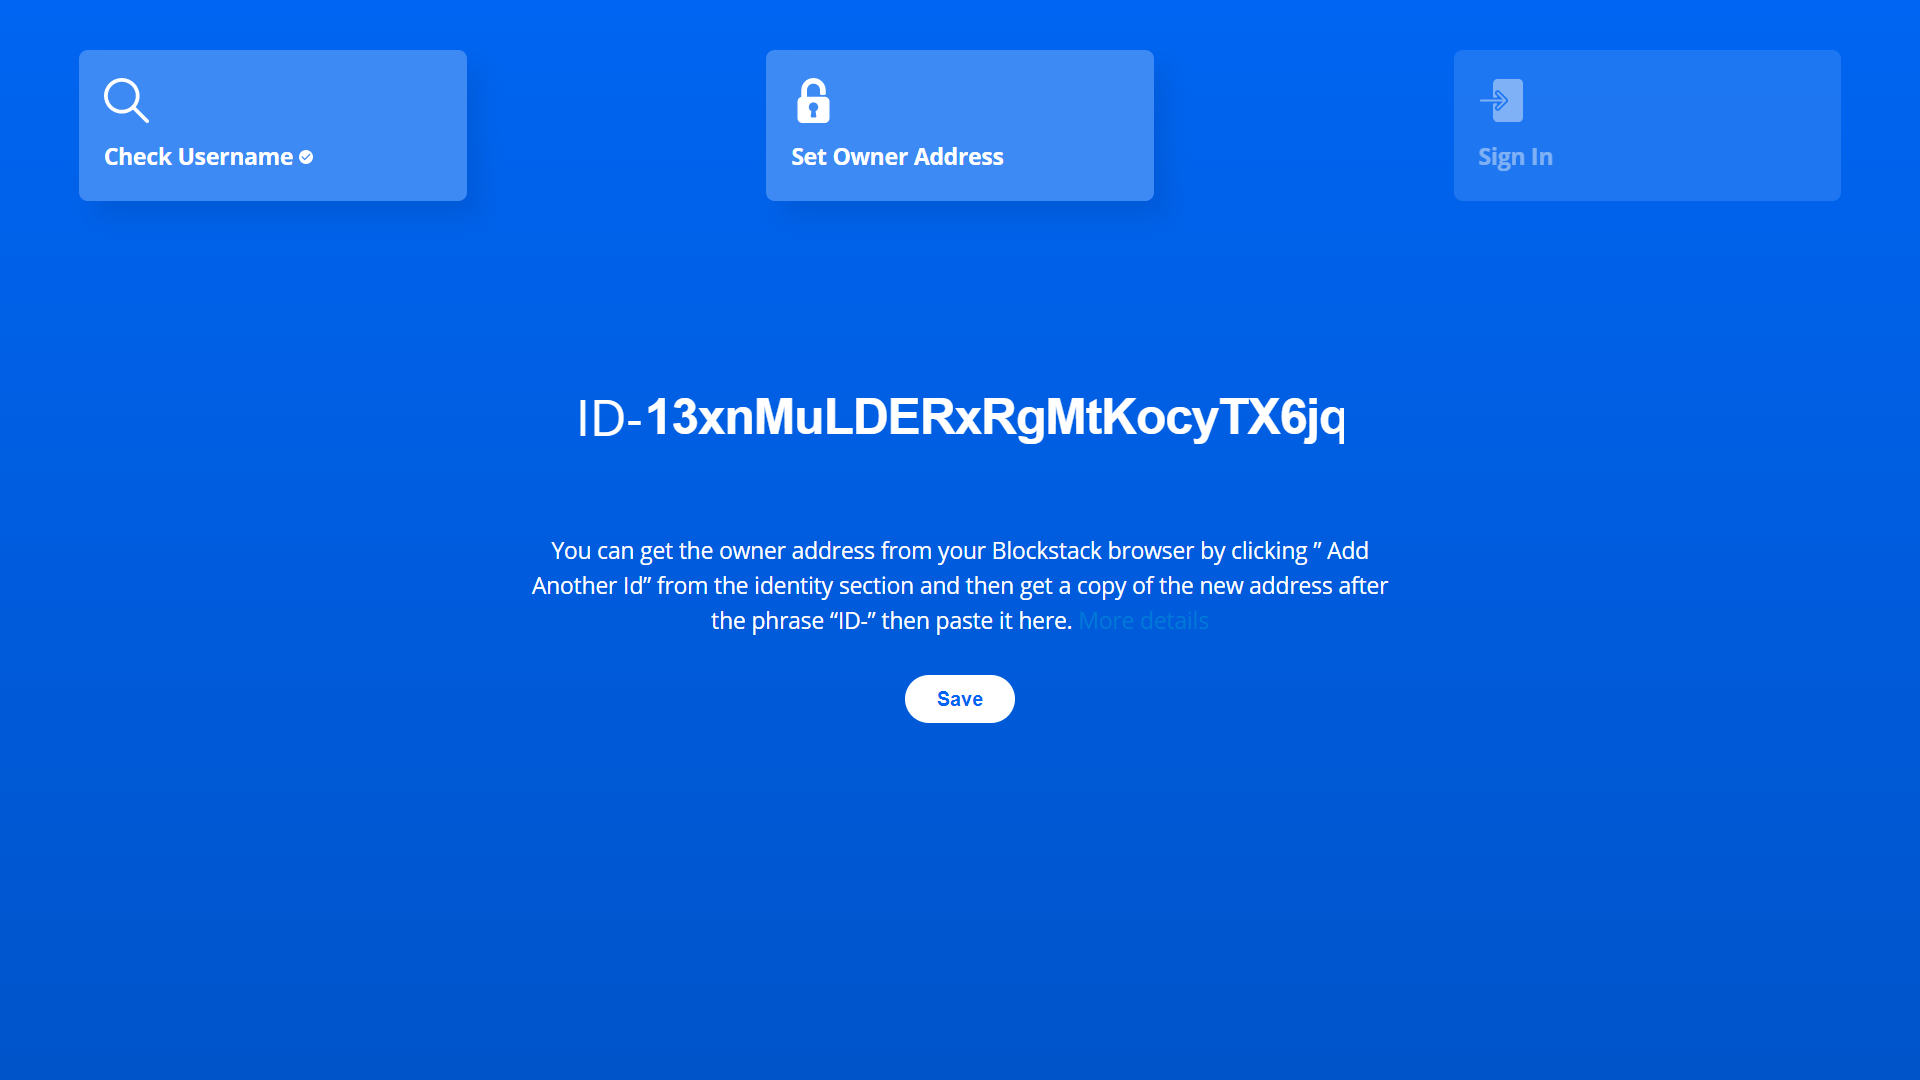 Check Username
Set Owner Address
Sign In
ID-13xnMuLDERxRgMtKocyTX6jq
You can get the owner address from your Blockstack browser by clicking ” Add
Another Id” from the identity section and then get a copy of the new address after
the phrase “ID-” then paste it here. More details
Save